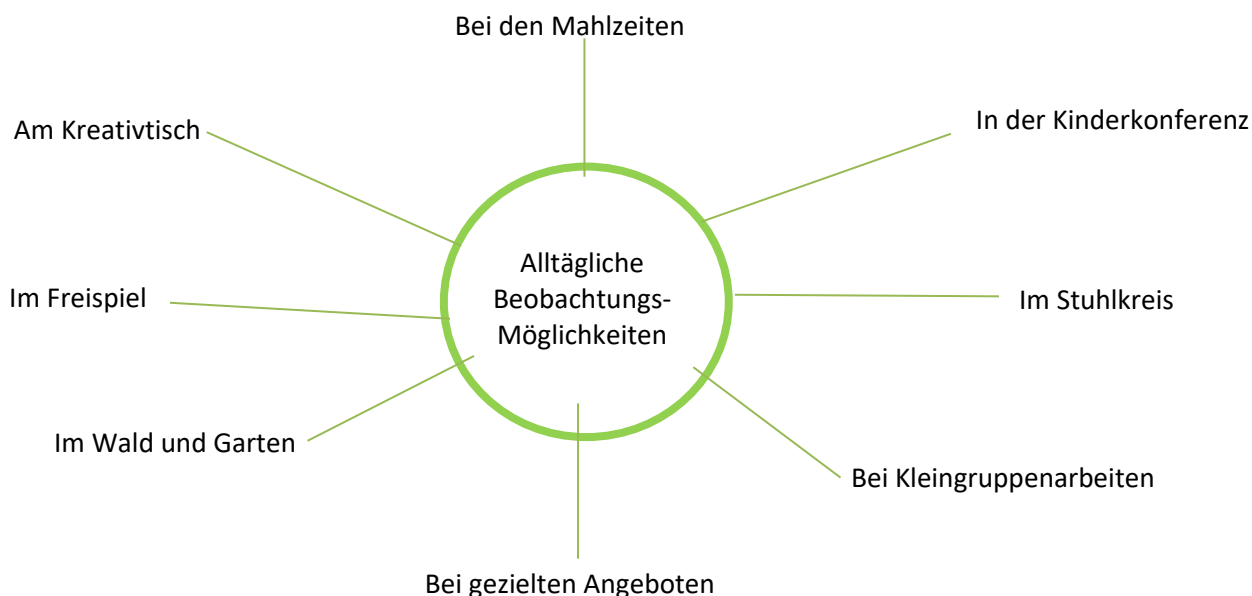 Bei den Mahlzeiten
Am Kreativtisch
In der Kinderkonferenz
Alltägliche
Beobachtungs-
Möglichkeiten
Im Freispiel
Im Stuhlkreis
Im Wald und Garten
Bei Kleingruppenarbeiten
Bei gezielten Angeboten